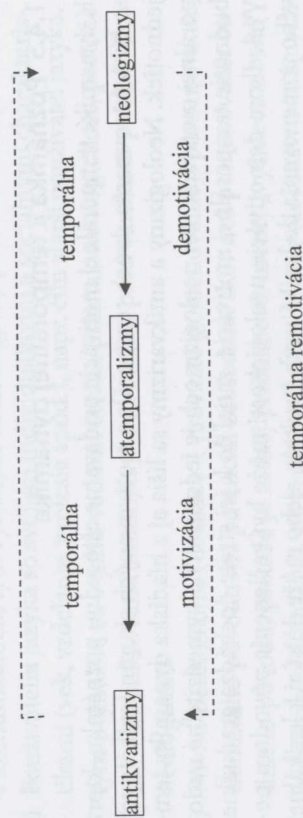 temporálna temporálna
antikvarizmy atemporalizmy neologizmy
motivizácia demotivácia
temporálna remotivácia